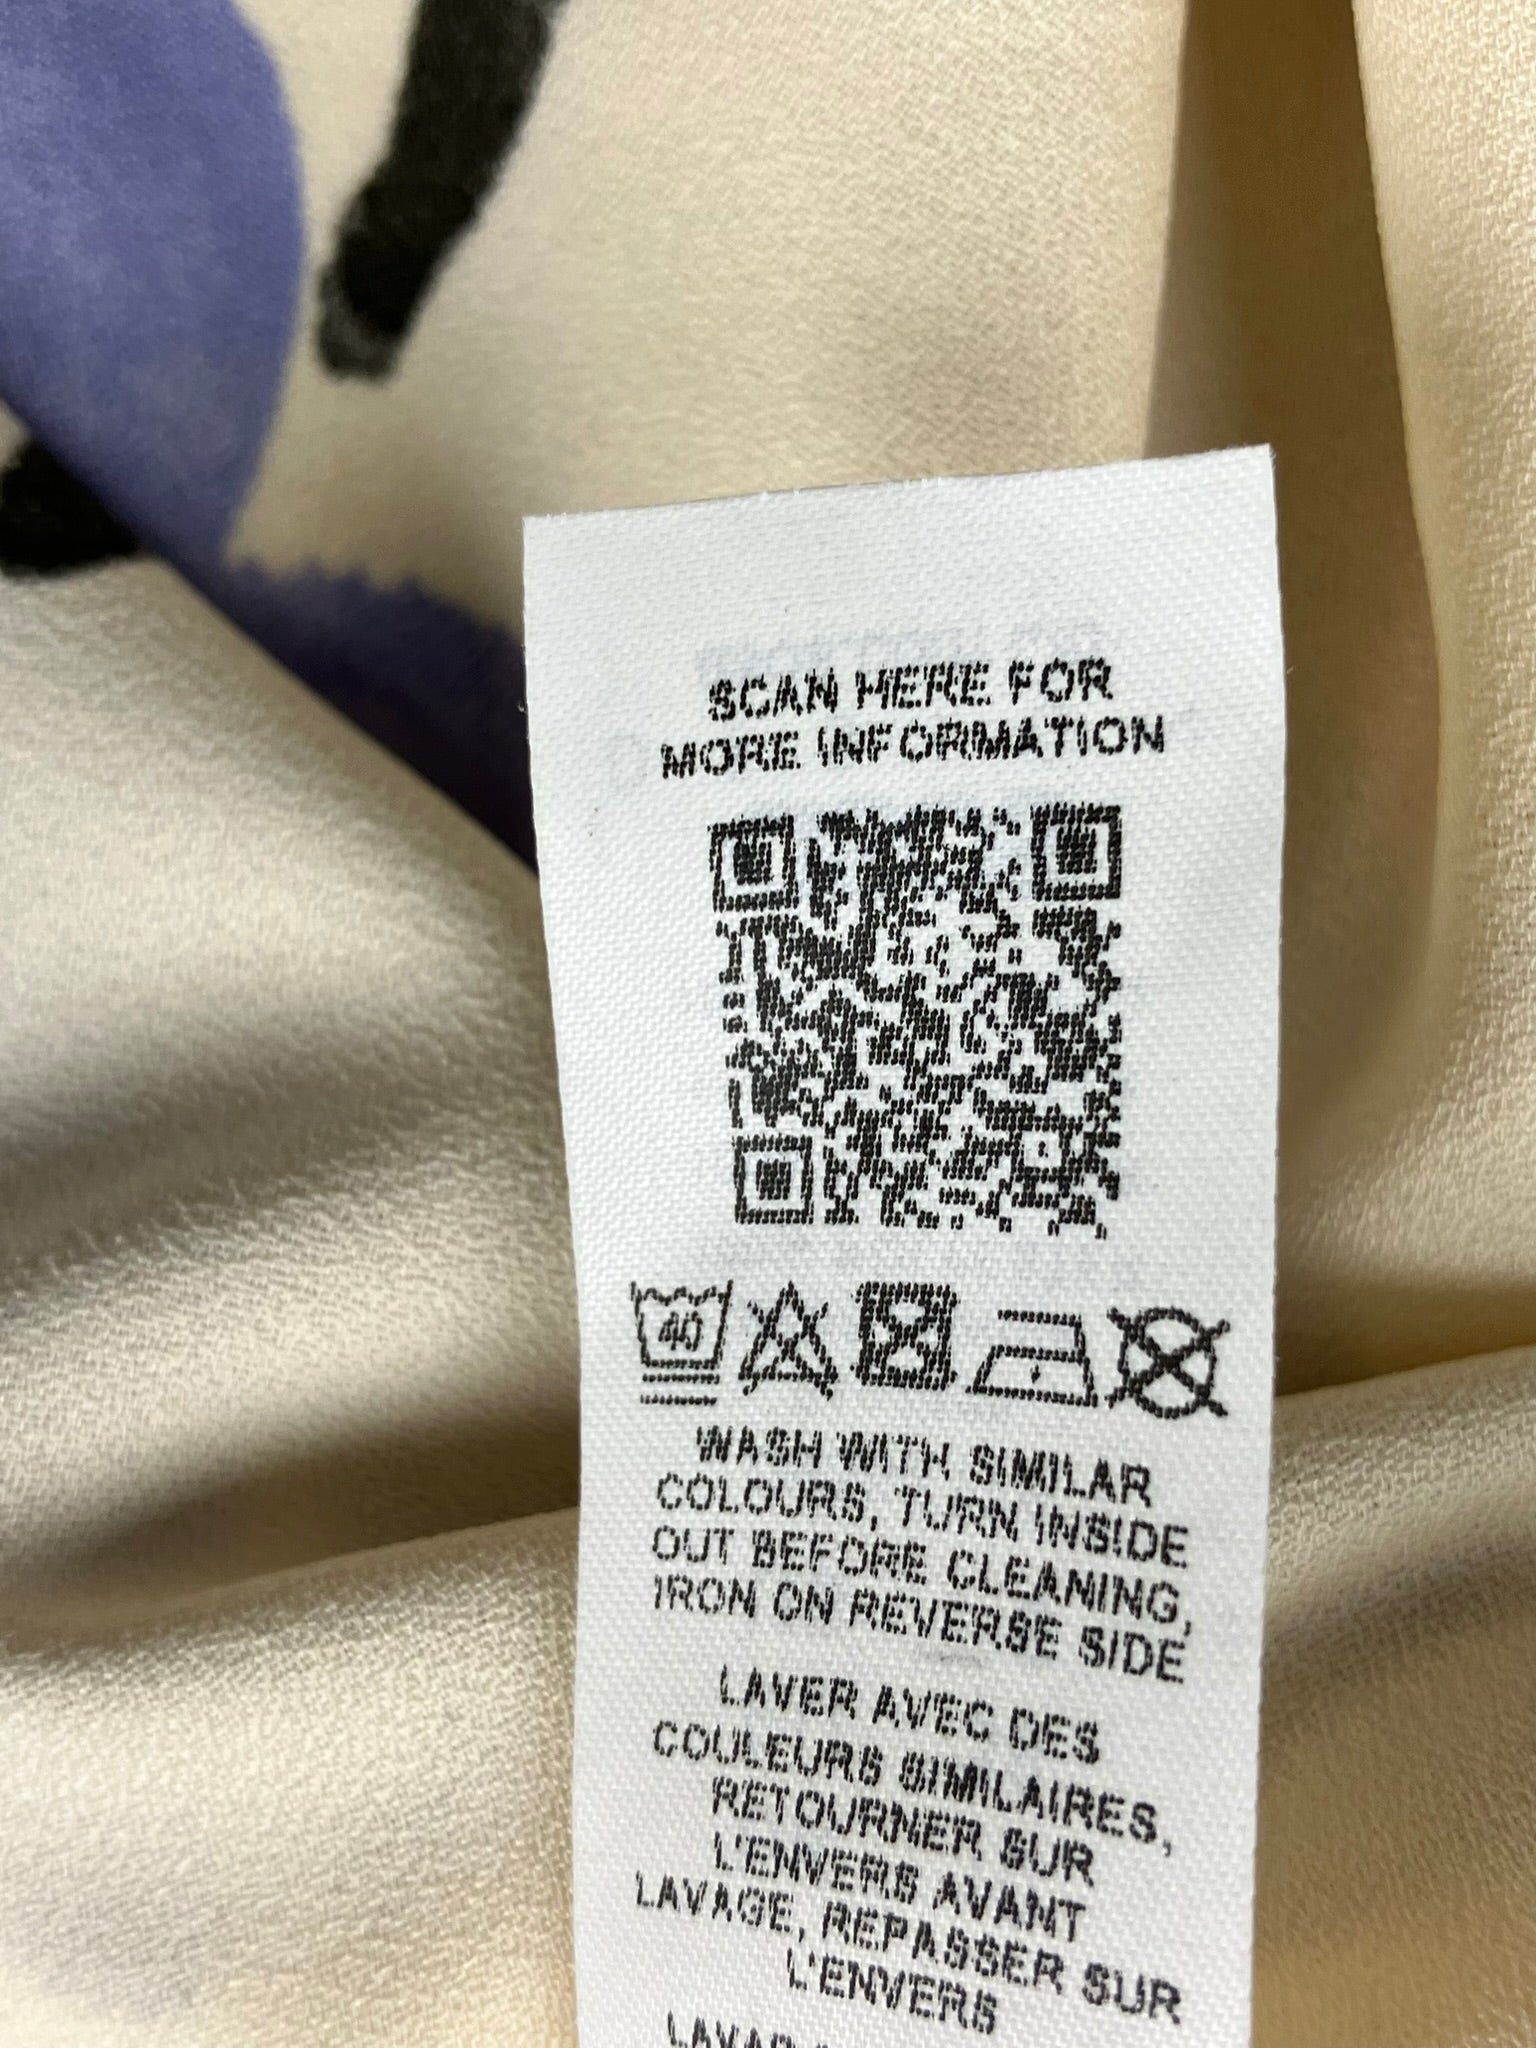 SCAN HERE FOR
MORE INFORMATION
40
WASH WITH SIMILAR
COLOURS, TURN INSIDE
OUT BEFORE CLEANING,
IRON ON REVERSE SIDE
LAVER AVEC DES
COULEURS SIMILAIRES,
RETOURNER SUR
L'ENVERS AVANT
LAVAGE, REPASSER SUR
L'ENVERS